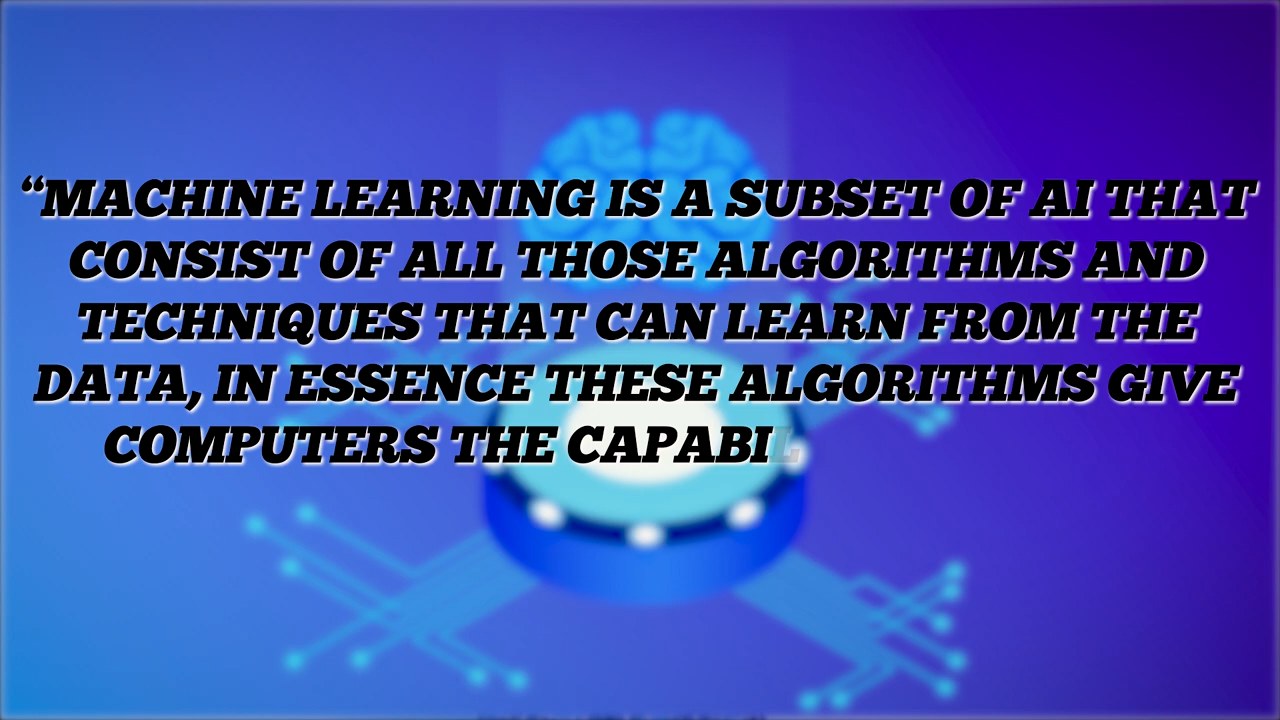 “MACHINE LEARNING IS A SUBSET OF AI THAT
CONSIST OF ALL THOSE ALGORITHMS AND
TECHNIQUES THAT CAN LEARN FROM THE
DATA, IN ESSENCE THESE ALGORITHMS GIVE
COMPUTERS THE CAPABIL